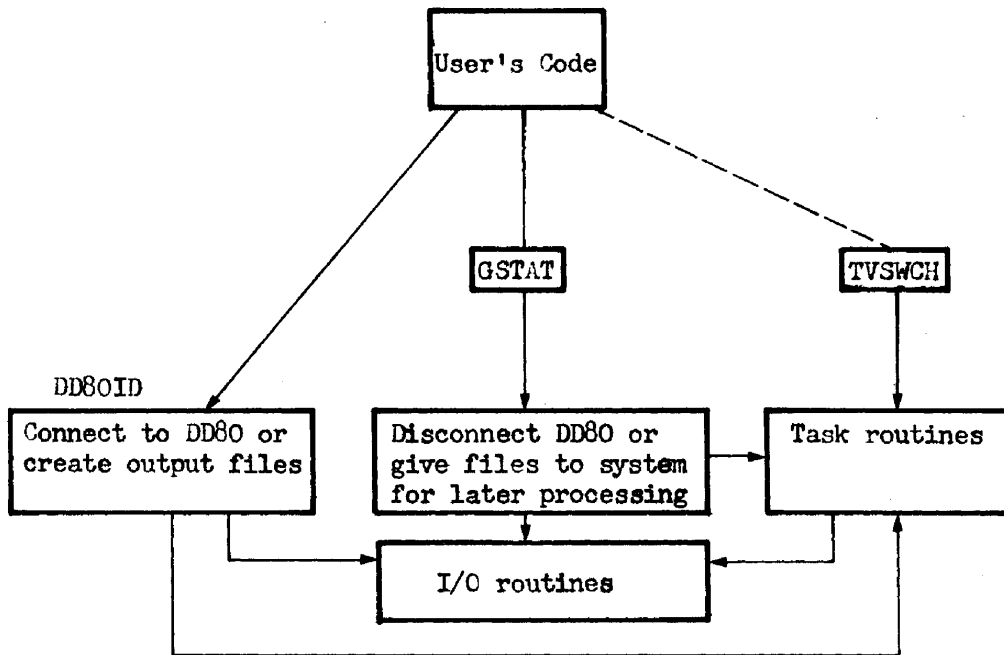 User's Code
GSTAT
TVSWCH
DD80ID
Connect to DD80 or
create output files
Disconnect DD80 or
give files to system
for later processing
Task routines
I/O routines